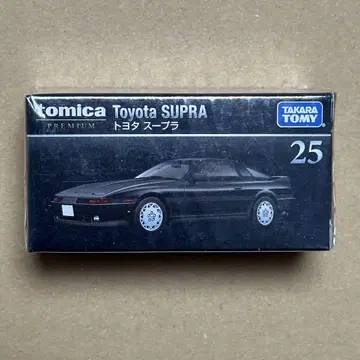 tomica
PREMIUM
Toyota SUPRA
トヨタ スープラ
TAKARA
TOMY
25